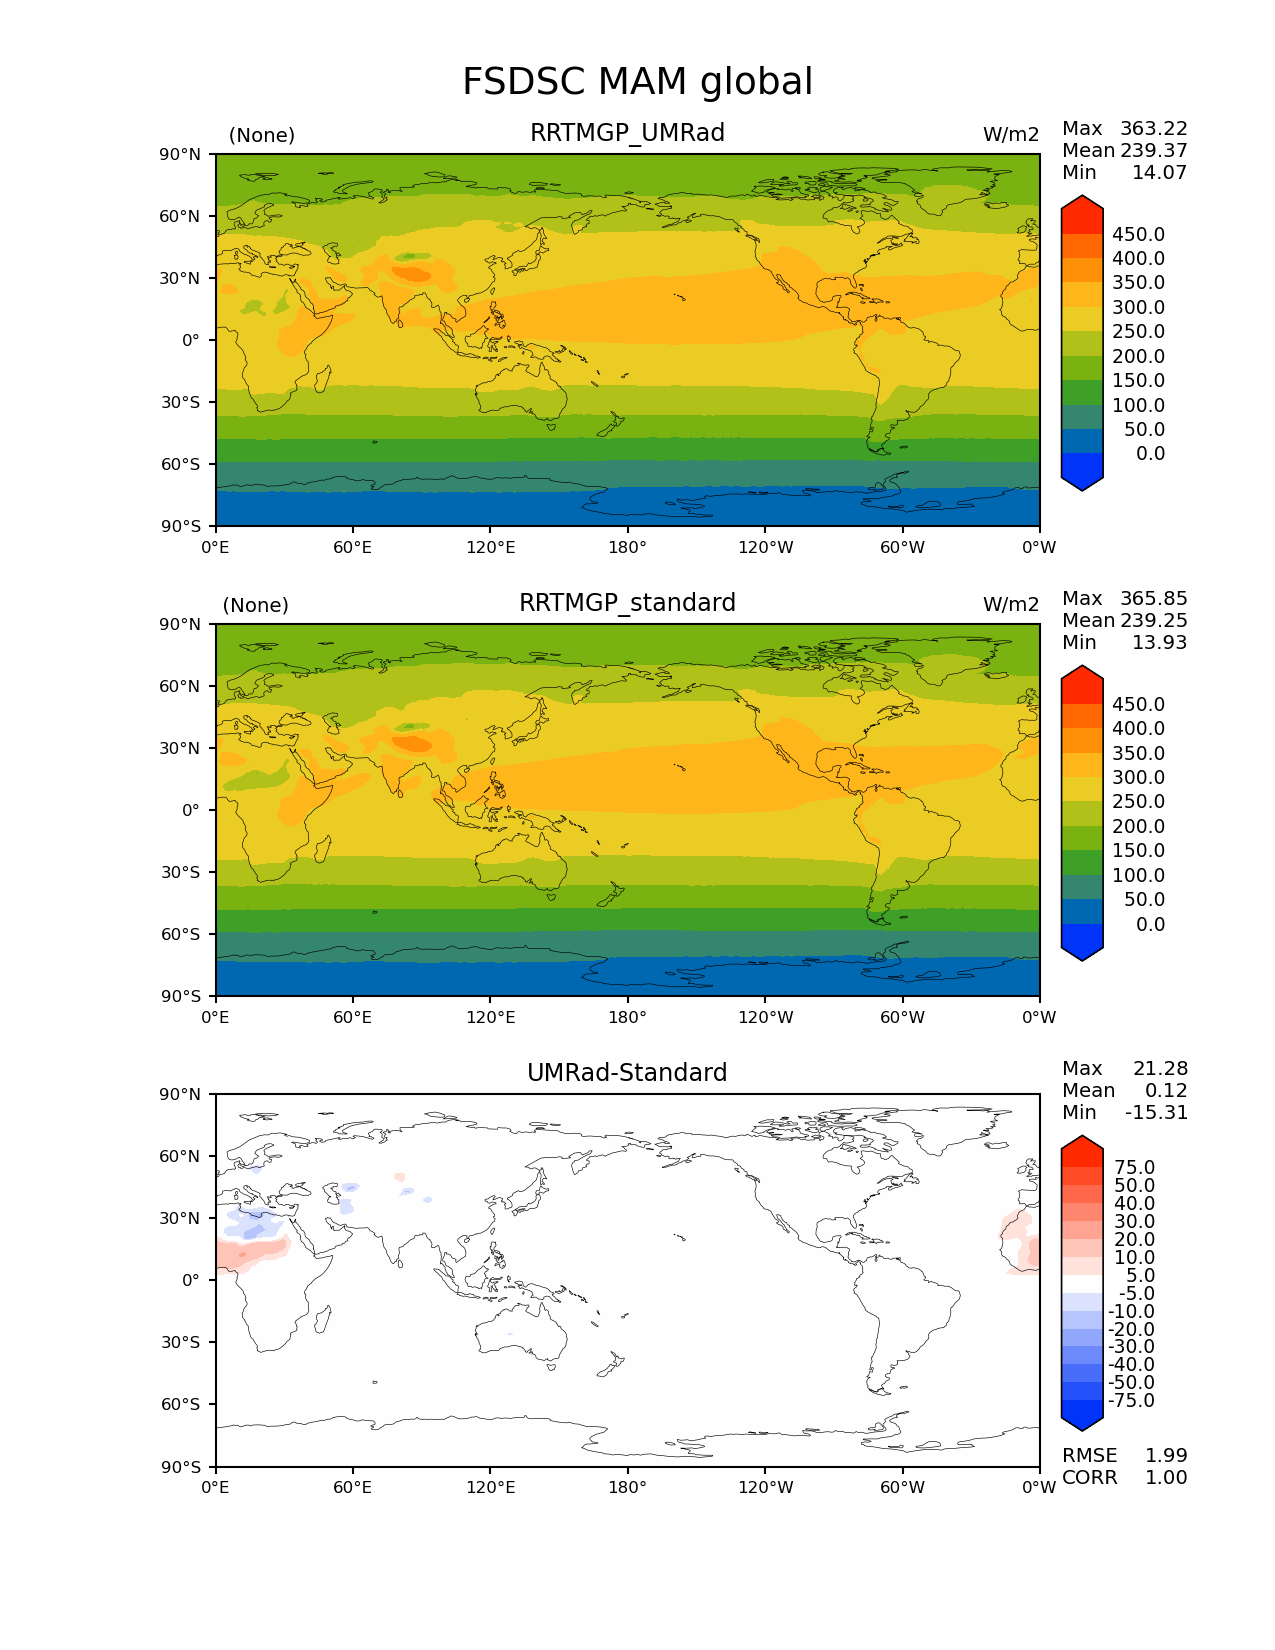 FSDSC MAM global
(None) RRTMGP_UMRad W/m2
Max 363.22
Mean 239.37
Min 14.07
90°N
60°N
30°N
0°
30°S
60°S
90°S
0°E 60°E 120°E 180° 120°W 60°W 0°W
450.0
400.0
350.0
300.0
250.0
200.0
150.0
100.0
50.0
0.0
(None) RRTMGP_standard W/m2
Max 365.85
Mean 239.25
Min 13.93
90°N
60°N
30°N
0°
30°S
60°S
90°S
0°E 60°E 120°E 180° 120°W 60°W 0°W
450.0
400.0
350.0
300.0
250.0
200.0
150.0
100.0
50.0
0.0
UMRad-Standard
Max 21.28
Mean 0.12
Min -15.31
90°N
60°N
30°N
0°
30°S
60°S
90°S
0°E 60°E 120°E 180° 120°W 60°W 0°W
75.0
50.0
40.0
30.0
20.0
10.0
5.0
-5.0
-10.0
-20.0
-30.0
-40.0
-50.0
-75.0
RMSE 1.99
CORR 1.00